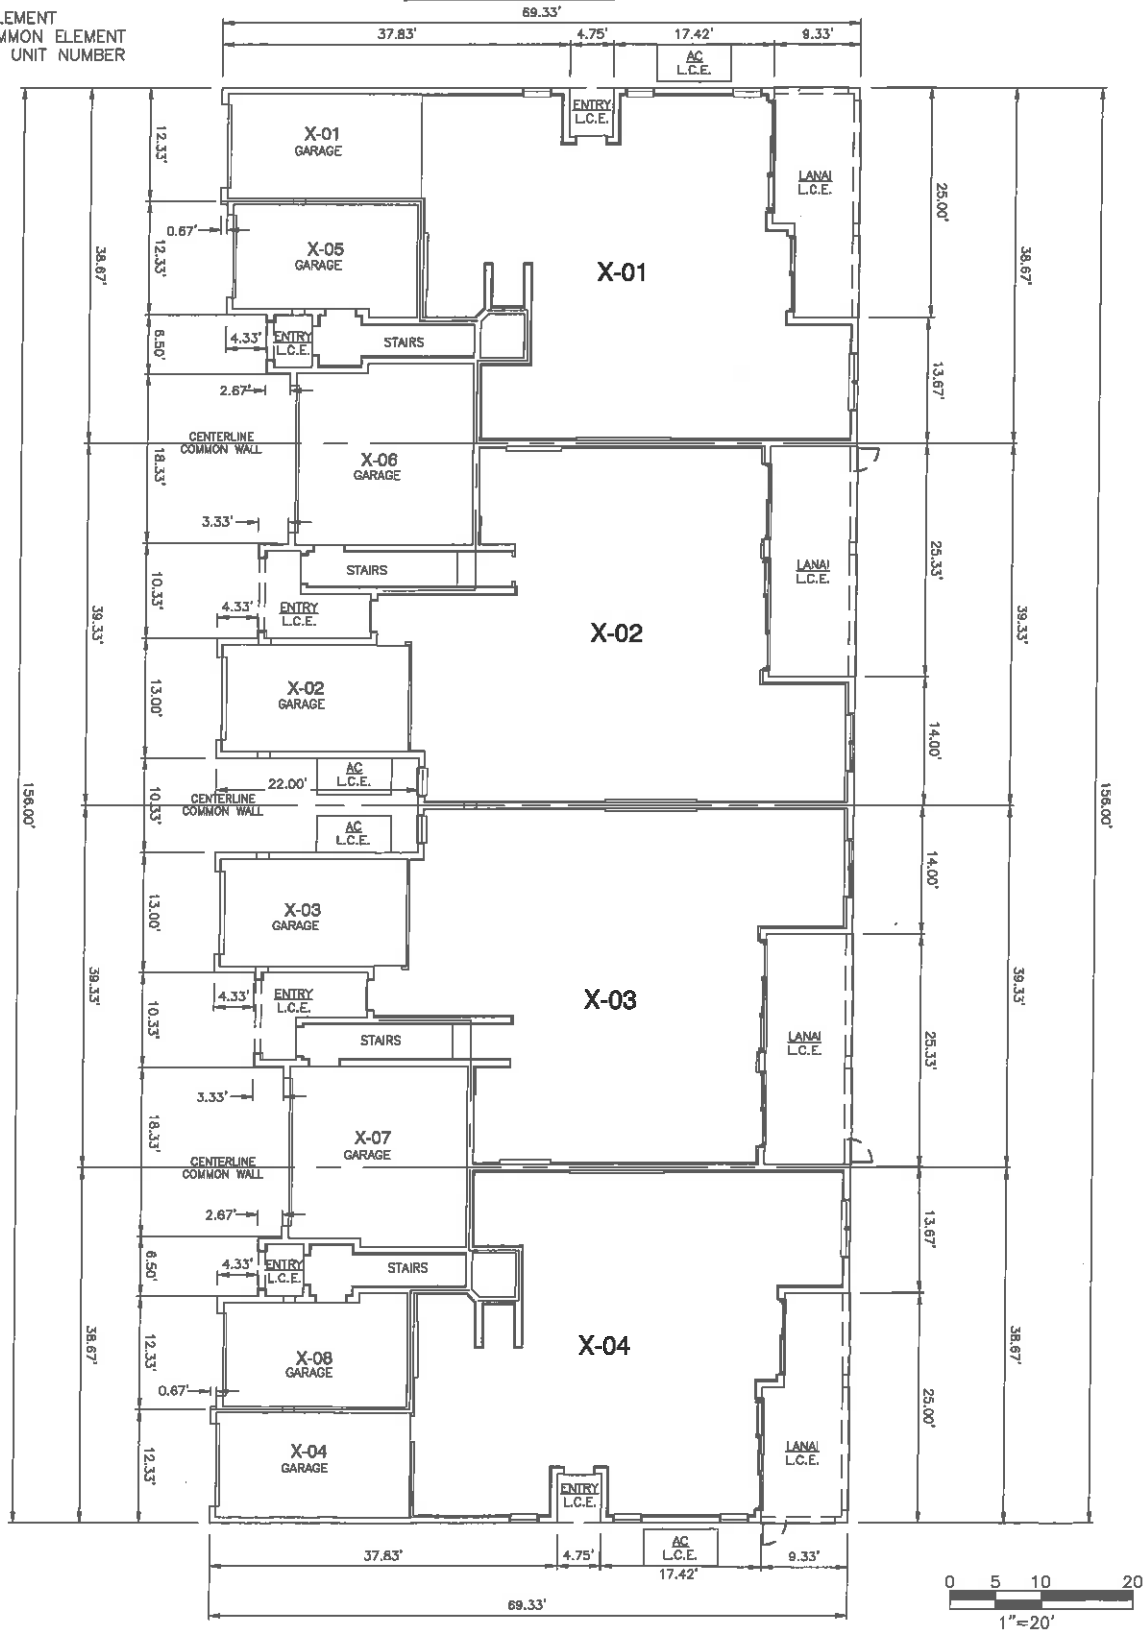 LEMENT
MMON ELEMENT
UNIT NUMBER
69.33'
37.83'
4.75'
17.42'
9.33'
AC
L.C.E.
ENTRY
L.C.E.
X-01
GARAGE
LANAI
L.C.E.
12.33'
25.00'
0.67'
X-05
GARAGE
12.33'
38.67'
38.67'
X-01
4.33'
ENTRY
L.C.E.
STAIRS
6.50'
13.67'
2.67'
CENTERLINE
COMMON WALL
18.33'
X-06
GARAGE
3.33'
STAIRS
LANAI
L.C.E.
25.33'
10.33'
4.33'
ENTRY
L.C.E.
39.33'
39.33'
X-02
X-02
GARAGE
13.00'
14.00'
AC
L.C.E.
22.00'
156.00'
156.00'
CENTERLINE
COMMON WALL
10.33'
AC
L.C.E.
14.00'
X-03
GARAGE
13.00'
39.33'
39.33'
4.33'
ENTRY
L.C.E.
X-03
10.33'
STAIRS
LANAI
L.C.E.
25.33'
3.33'
18.33'
X-07
GARAGE
CENTERLINE
COMMON WALL
2.67'
13.67'
4.33'
ENTRY
L.C.E.
STAIRS
6.50'
38.67'
38.67'
X-04
X-08
GARAGE
12.33'
0.67'
25.00'
X-04
GARAGE
12.33'
LANAI
L.C.E.
ENTRY
L.C.E.
AC
L.C.E.
37.83'
4.75'
17.42'
9.33'
69.33'
0 5 10 20
1"=20'